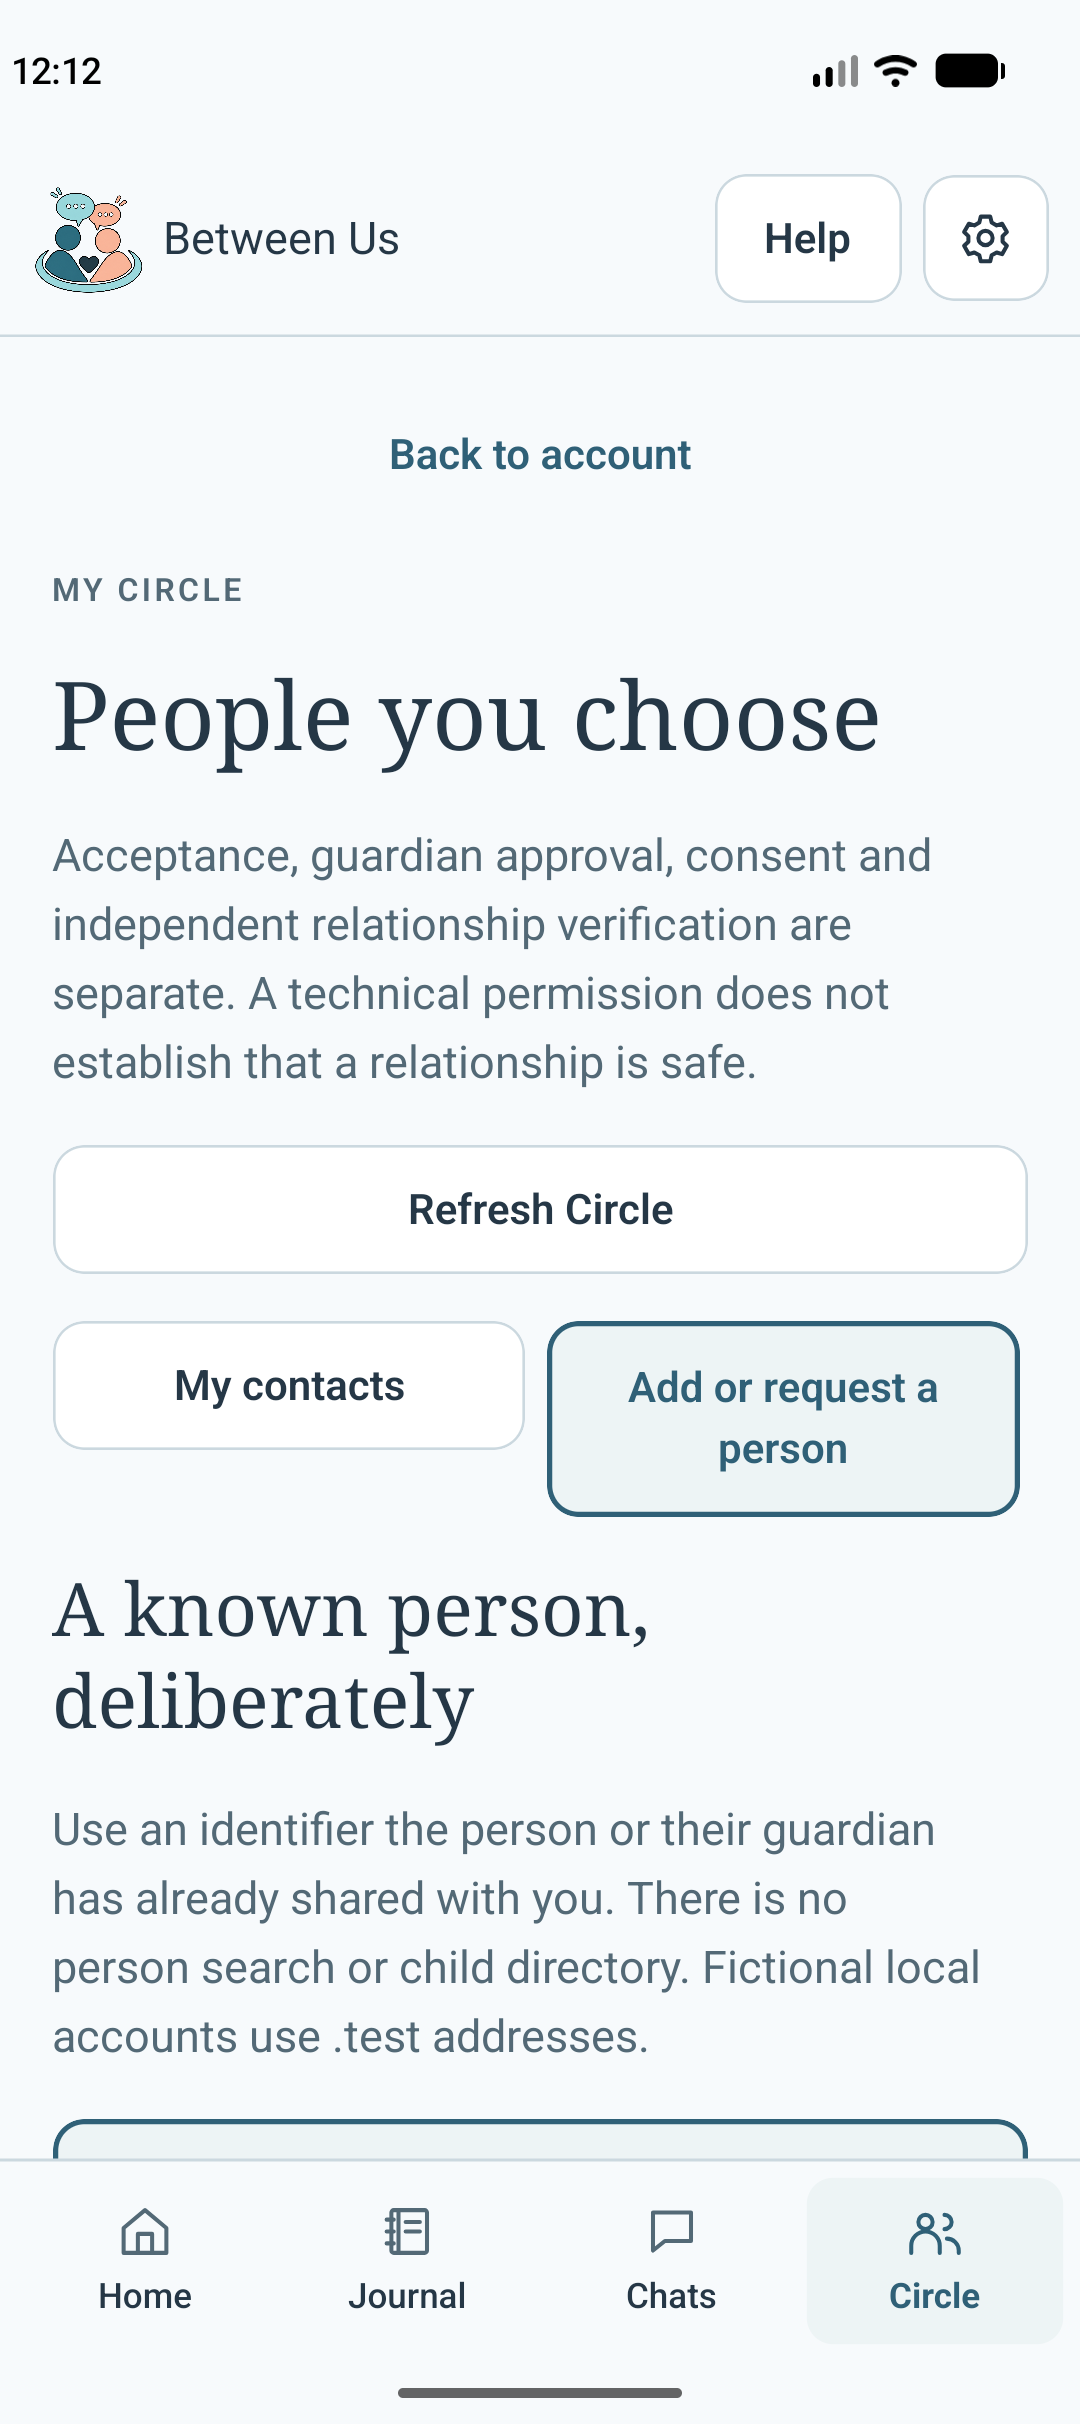 12:12
Between Us
Help
Back to account
MY CIRCLE
People you choose
Acceptance, guardian approval, consent and
independent relationship verification are
separate. A technical permission does not
establish that a relationship is safe.
Refresh Circle
My contacts
Add or request a
person
A known person,
deliberately
Use an identifier the person or their guardian
has already shared with you. There is no
person search or child directory. Fictional local
accounts use .test addresses.
Home
Journal
Chats
Circle